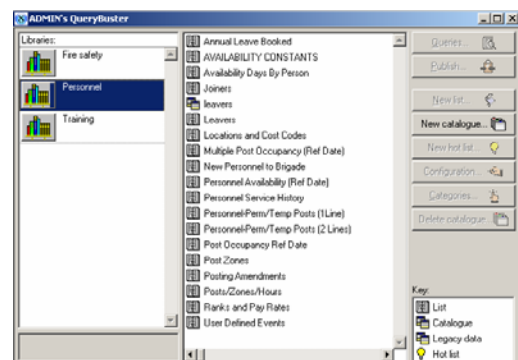 ADMIN's QueryBuster
Libraries:
Fire safety
Personnel
Training
Annual Leave Booked
AVAILABILITY CONSTANTS
Availability Days By Person
Joiners
leavers
Leavers
Locations and Cost Codes
Multiple Post Occupancy (Ref Date)
New Personnel to Brigade
Personnel Availability (Ref Date)
Personnel Service History
Personnel-Perm/Temp Posts (1Line)
Personnel-Perm/Temp Posts (2 Lines)
Post Occupancy Ref Date
Post Zones
Posting Amendments
Posts/Zones/Hours
Ranks and Pay Rates
User Defined Events
Queries...
Publish...
New list...
New catalogue...
New hot list...
Configuration...
Categories...
Delete catalogue...
Key:
List
Catalogue
Legacy data
Hot list